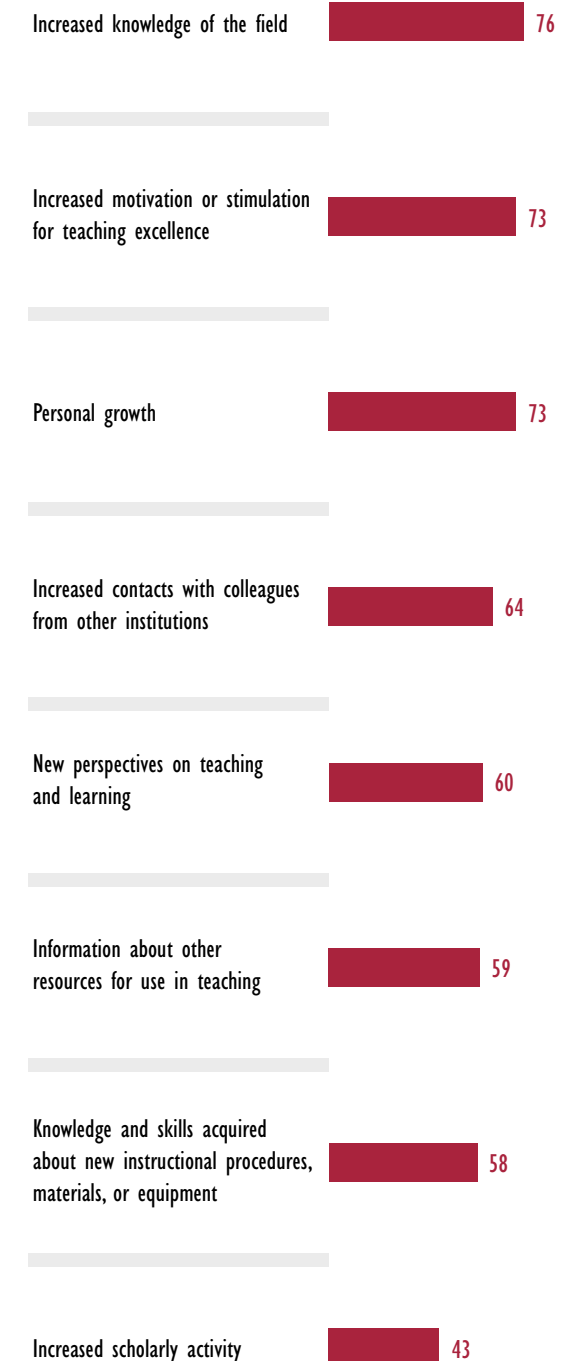 Increased knowledge of the field 76
Increased motivation or stimulation
for teaching excellence 73
Personal growth 73
Increased contacts with colleagues
from other institutions 64
New perspectives on teaching
and learning 60
Information about other
resources for use in teaching 59
Knowledge and skills acquired
about new instructional procedures, 58
materials, or equipment
Increased scholarly activity 43